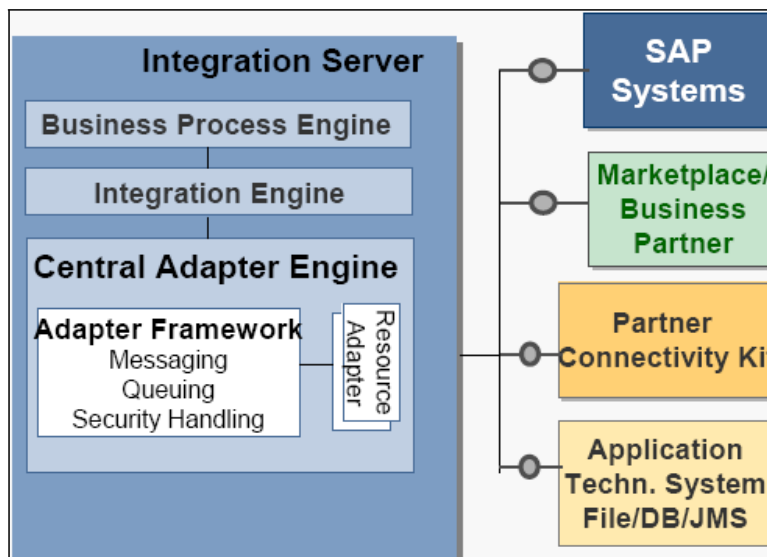 Integration Server
Business Process Engine
Integration Engine
Central Adapter Engine
Adapter Framework
Messaging
Queuing
Security Handling
Resource
Adapter
SAP
Systems
Marketplace/
Business
Partner
Partner
Connectivity Kit
Application
Techn. System
File/DB/JMS